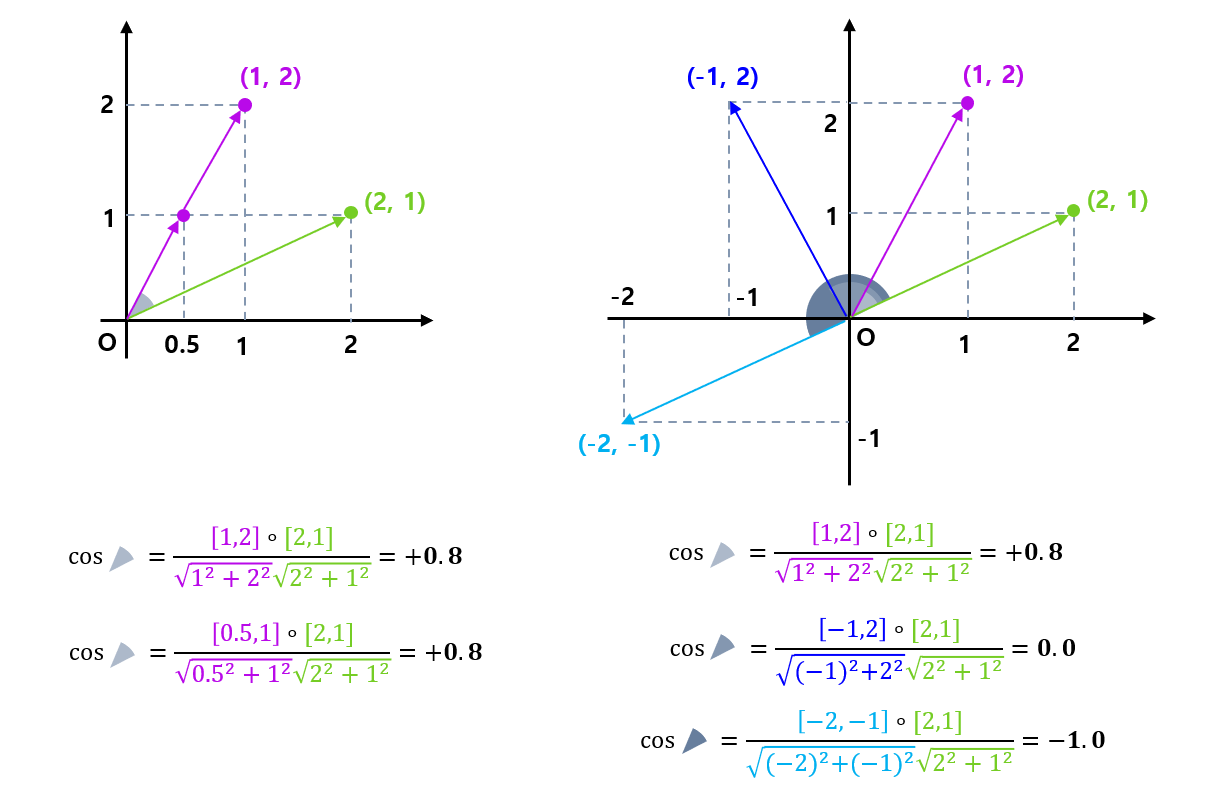 (1, 2)
2
(2, 1)
1
O
0.5
1
2
(-1, 2)
(1, 2)
2
(2, 1)
1
-2
-1
O
1
2
-1
(-2, -1)
cos = [1,2] ∘ [2,1] / √(1² + 2²) √(2² + 1²) = +0.8
cos = [0.5,1] ∘ [2,1] / √(0.5² + 1²) √(2² + 1²) = +0.8
cos = [1,2] ∘ [2,1] / √(1² + 2²) √(2² + 1²) = +0.8
cos = [−1,2] ∘ [2,1] / √((−1)²+2²) √(2² + 1²) = 0.0
cos = [−2,−1] ∘ [2,1] / √((−2)²+(−1)²) √(2² + 1²) = −1.0